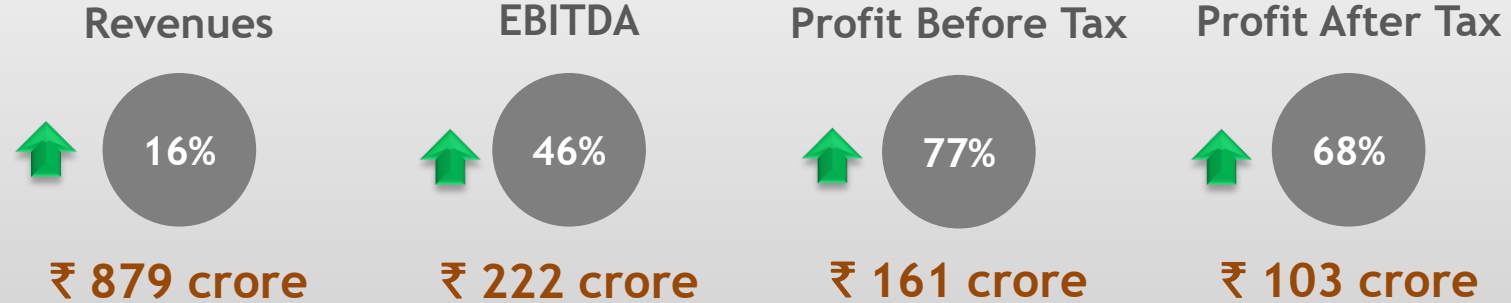 Revenues EBITDA Profit Before Tax Profit After Tax
16% 46% 77% 68%
₹ 879 crore ₹ 222 crore ₹ 161 crore ₹ 103 crore